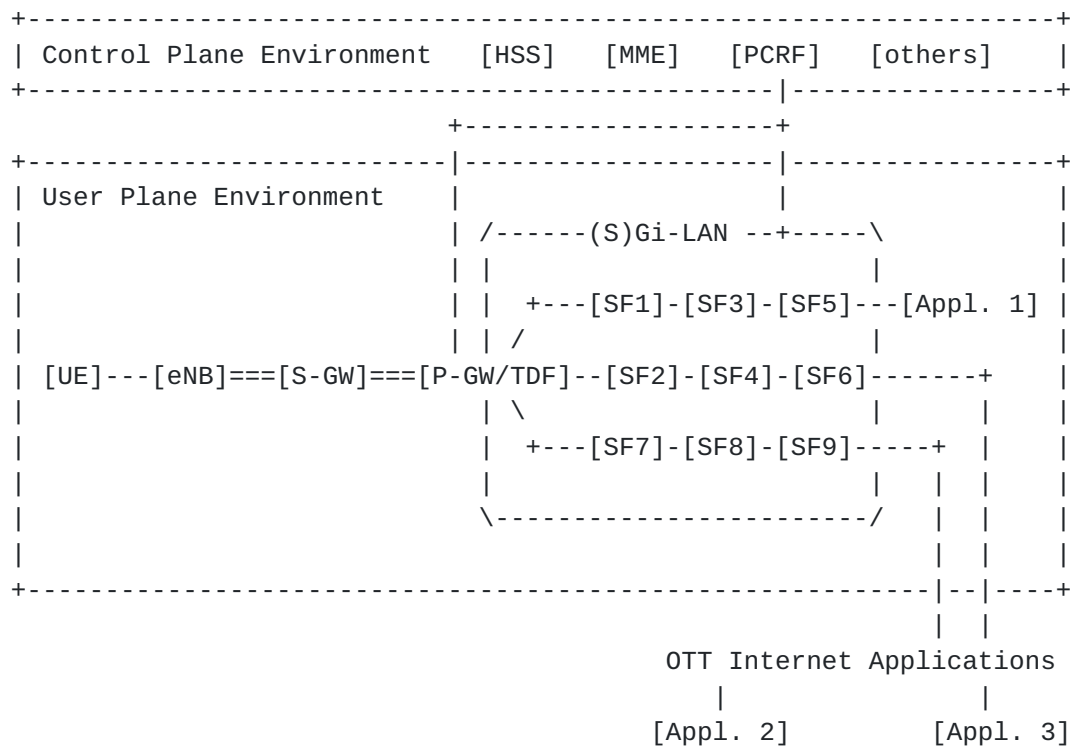 +------------------------------------------------------------------+
| Control Plane Environment   [HSS]   [MME]   [PCRF]   [others]    |
+------------------------------------------------|-----------------+
                            +--------------------+
+---------------------------|--------------------|-----------------+
| User Plane Environment    |                    |                 |
|                           | /------(S)Gi-LAN --+-----\           |
|                           | |                        |           |
|                           | |  +---[SF1]-[SF3]-[SF5]---[Appl. 1] |
|                           | | /                      |           |
| [UE]---[eNB]===[S-GW]===[P-GW/TDF]--[SF2]-[SF4]-[SF6]-------+    |
|                             | \                      |      |    |
|                             |  +---[SF7]-[SF8]-[SF9]-----+  |    |
|                             |                        |   |  |    |
|                             \------------------------/   |  |    |
|                                                          |  |    |
+----------------------------------------------------------|--|----+
                                                           |  |
                                          OTT Internet Applications
                                             |                |
                                         [Appl. 2]         [Appl. 3]